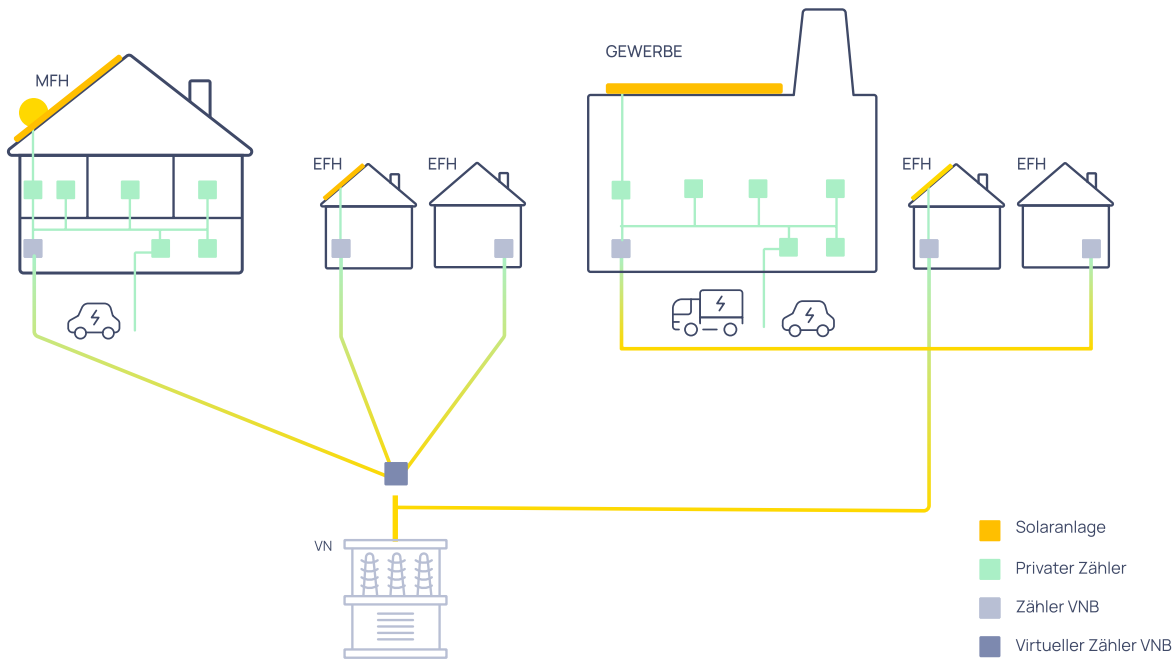 GEWERBE
MFH
EFH
EFH
EFH
EFH
VN
Solaranlage
Privater Zähler
Zähler VNB
Virtueller Zähler VNB